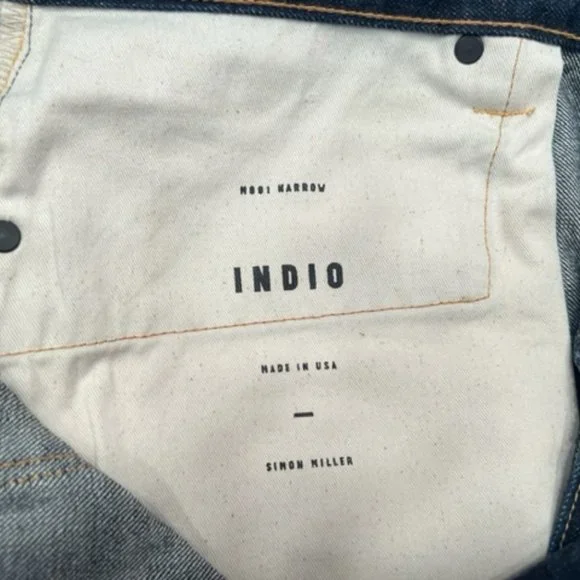 M001 NARROW
INDIO
MADE IN USA
—
SIMON MILLER